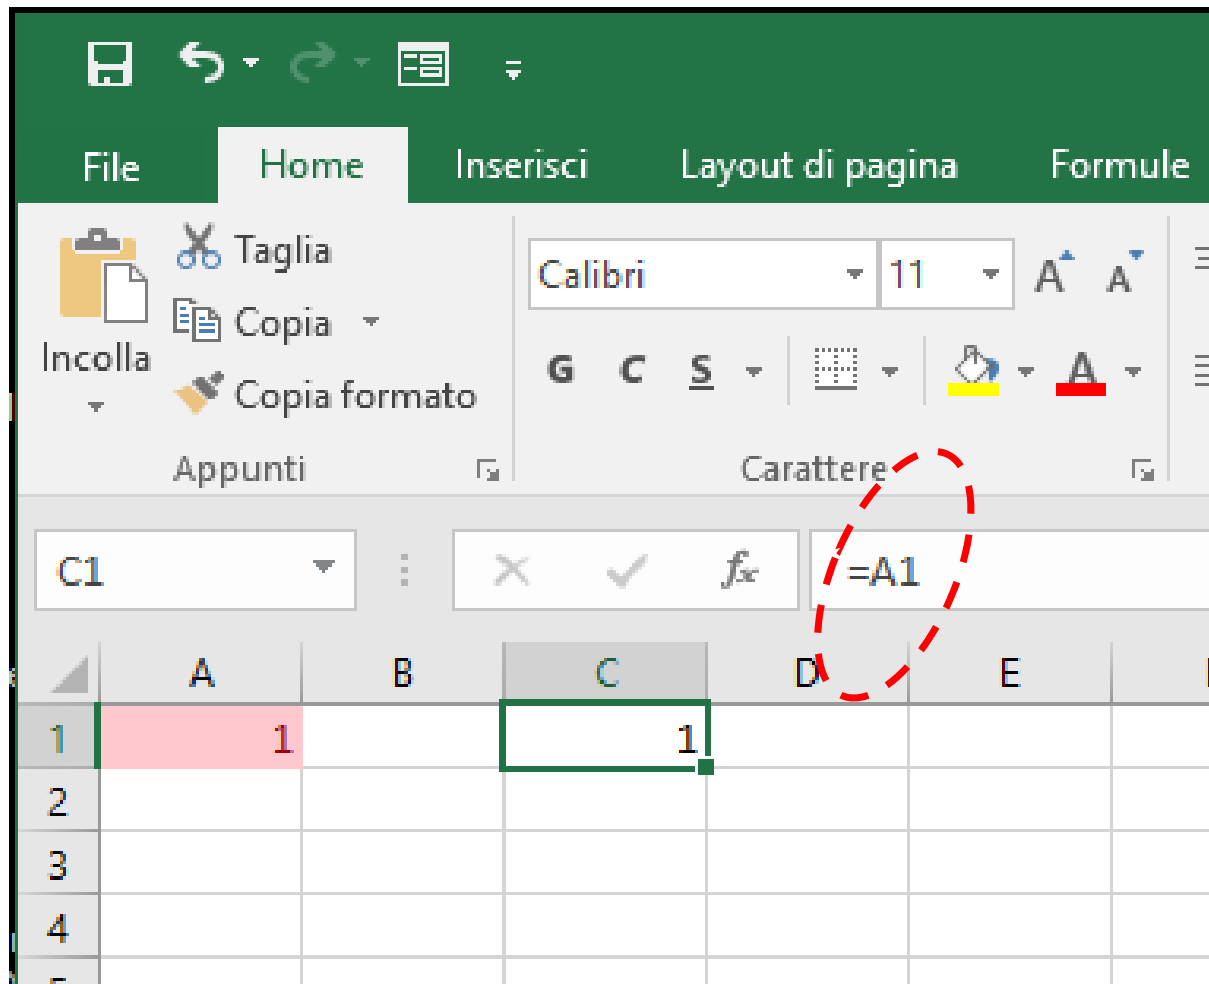 File Home Inserisci Layout di pagina Formule
Taglia
Calibri 11 A A
Copia
Incolla
G C S A
Copia formato
Appunti Carattere
C1 fx =A1
A B C D E
1 1 1
2
3
4